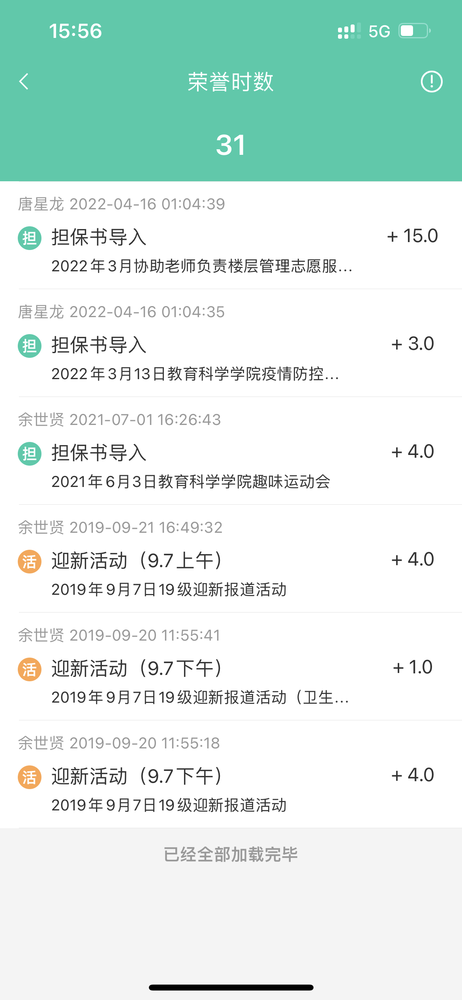 15:56
5G
荣誉时数
31
唐星龙 2022-04-16 01:04:39
担 担保书导入 + 15.0
2022年3月协助老师负责楼层管理志愿服...
唐星龙 2022-04-16 01:04:35
担 担保书导入 + 3.0
2022年3月13日教育科学学院疫情防控...
余世贤 2021-07-01 16:26:43
担 担保书导入 + 4.0
2021年6月3日教育科学学院趣味运动会
余世贤 2019-09-21 16:49:32
活 迎新活动（9.7上午） + 4.0
2019年9月7日19级迎新报道活动
余世贤 2019-09-20 11:55:41
活 迎新活动（9.7下午） + 1.0
2019年9月7日19级迎新报道活动（卫生...
余世贤 2019-09-20 11:55:18
活 迎新活动（9.7下午） + 4.0
2019年9月7日19级迎新报道活动
已经全部加载完毕